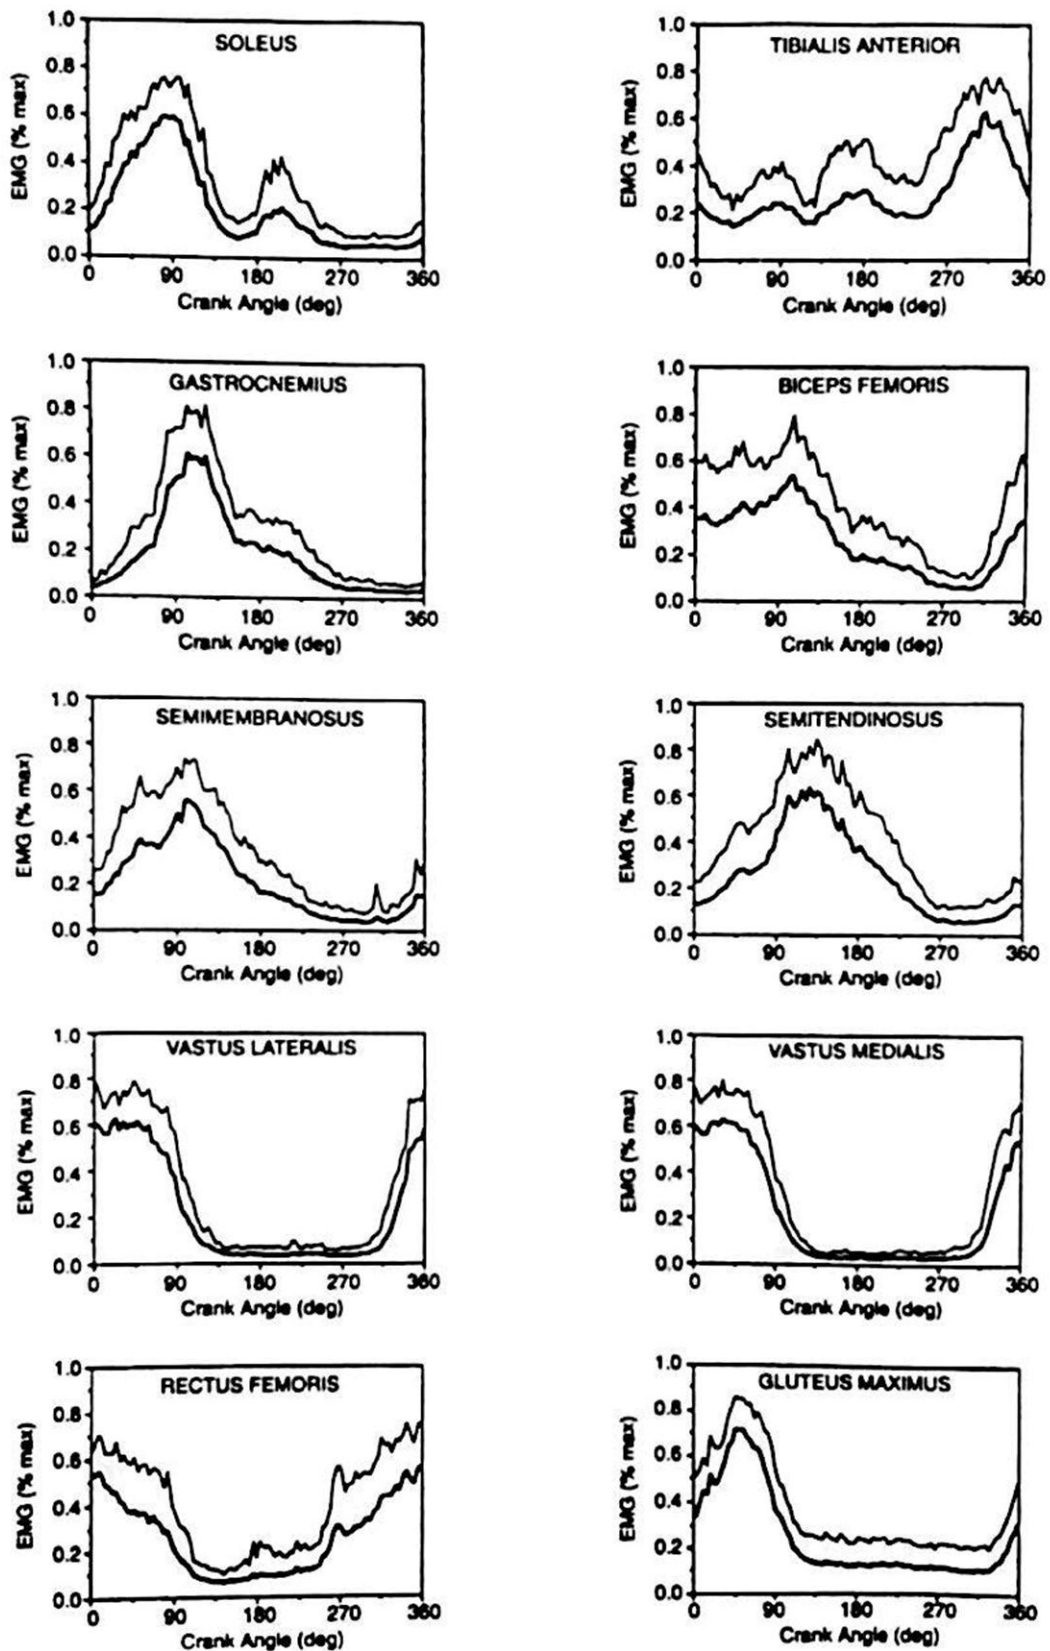 SOLEUS
EMG (% max)
1.0
0.8
0.6
0.4
0.2
0.0
0 90 180 270 360
Crank Angle (deg)
TIBIALIS ANTERIOR
EMG (% max)
1.0
0.8
0.6
0.4
0.2
0.0
0 90 180 270 360
Crank Angle (deg)
GASTROCNEMIUS
EMG (% max)
1.0
0.8
0.6
0.4
0.2
0.0
0 90 180 270 360
Crank Angle (deg)
BICEPS FEMORIS
EMG (% max)
1.0
0.8
0.6
0.4
0.2
0.0
0 90 180 270 360
Crank Angle (deg)
SEMIMEMBRANOSUS
EMG (% max)
1.0
0.8
0.6
0.4
0.2
0.0
0 90 180 270 360
Crank Angle (deg)
SEMITENDINOSUS
EMG (% max)
1.0
0.8
0.6
0.4
0.2
0.0
0 90 180 270 360
Crank Angle (deg)
VASTUS LATERALIS
EMG (% max)
1.0
0.8
0.6
0.4
0.2
0.0
0 90 180 270 360
Crank Angle (deg)
VASTUS MEDIALIS
EMG (% max)
1.0
0.8
0.6
0.4
0.2
0.0
0 90 180 270 360
Crank Angle (deg)
RECTUS FEMORIS
EMG (% max)
1.0
0.8
0.6
0.4
0.2
0.0
0 90 180 270 360
Crank Angle (deg)
GLUTEUS MAXIMUS
EMG (% max)
1.0
0.8
0.6
0.4
0.2
0.0
0 90 180 270 360
Crank Angle (deg)